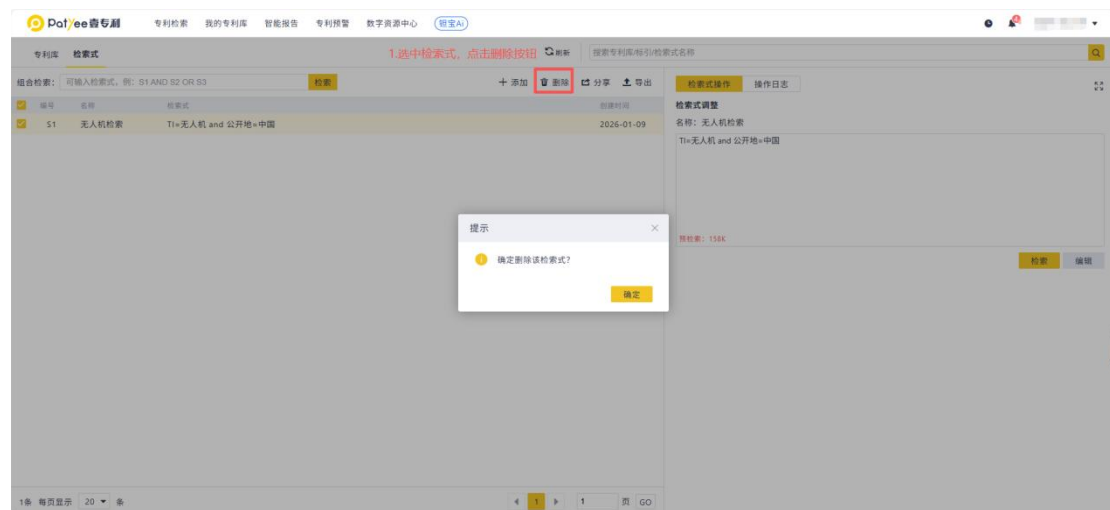 Patyee壹专利 专利检索 我的专利库 智能报告 专利预警 数字资源中心 钽宝Ai
专利库 检索式 1.选中检索式，点击删除按钮 刷新 搜索专利库/标引/检索式名称
组合检索： 可输入检索式，例：S1 AND S2 OR S3 检索 + 添加 删除 分享 导出 检索式操作 操作日志
编号 名称 检索式 创建时间 检索式调整
S1 无人机检索 TI=无人机 and 公开地=中国 2026-01-09 名称：无人机检索
TI=无人机 and 公开地=中国
提示
预检索：158K
确定删除该检索式?
检索 编辑
确定
1条 每页显示 20 条 1 1 页 GO